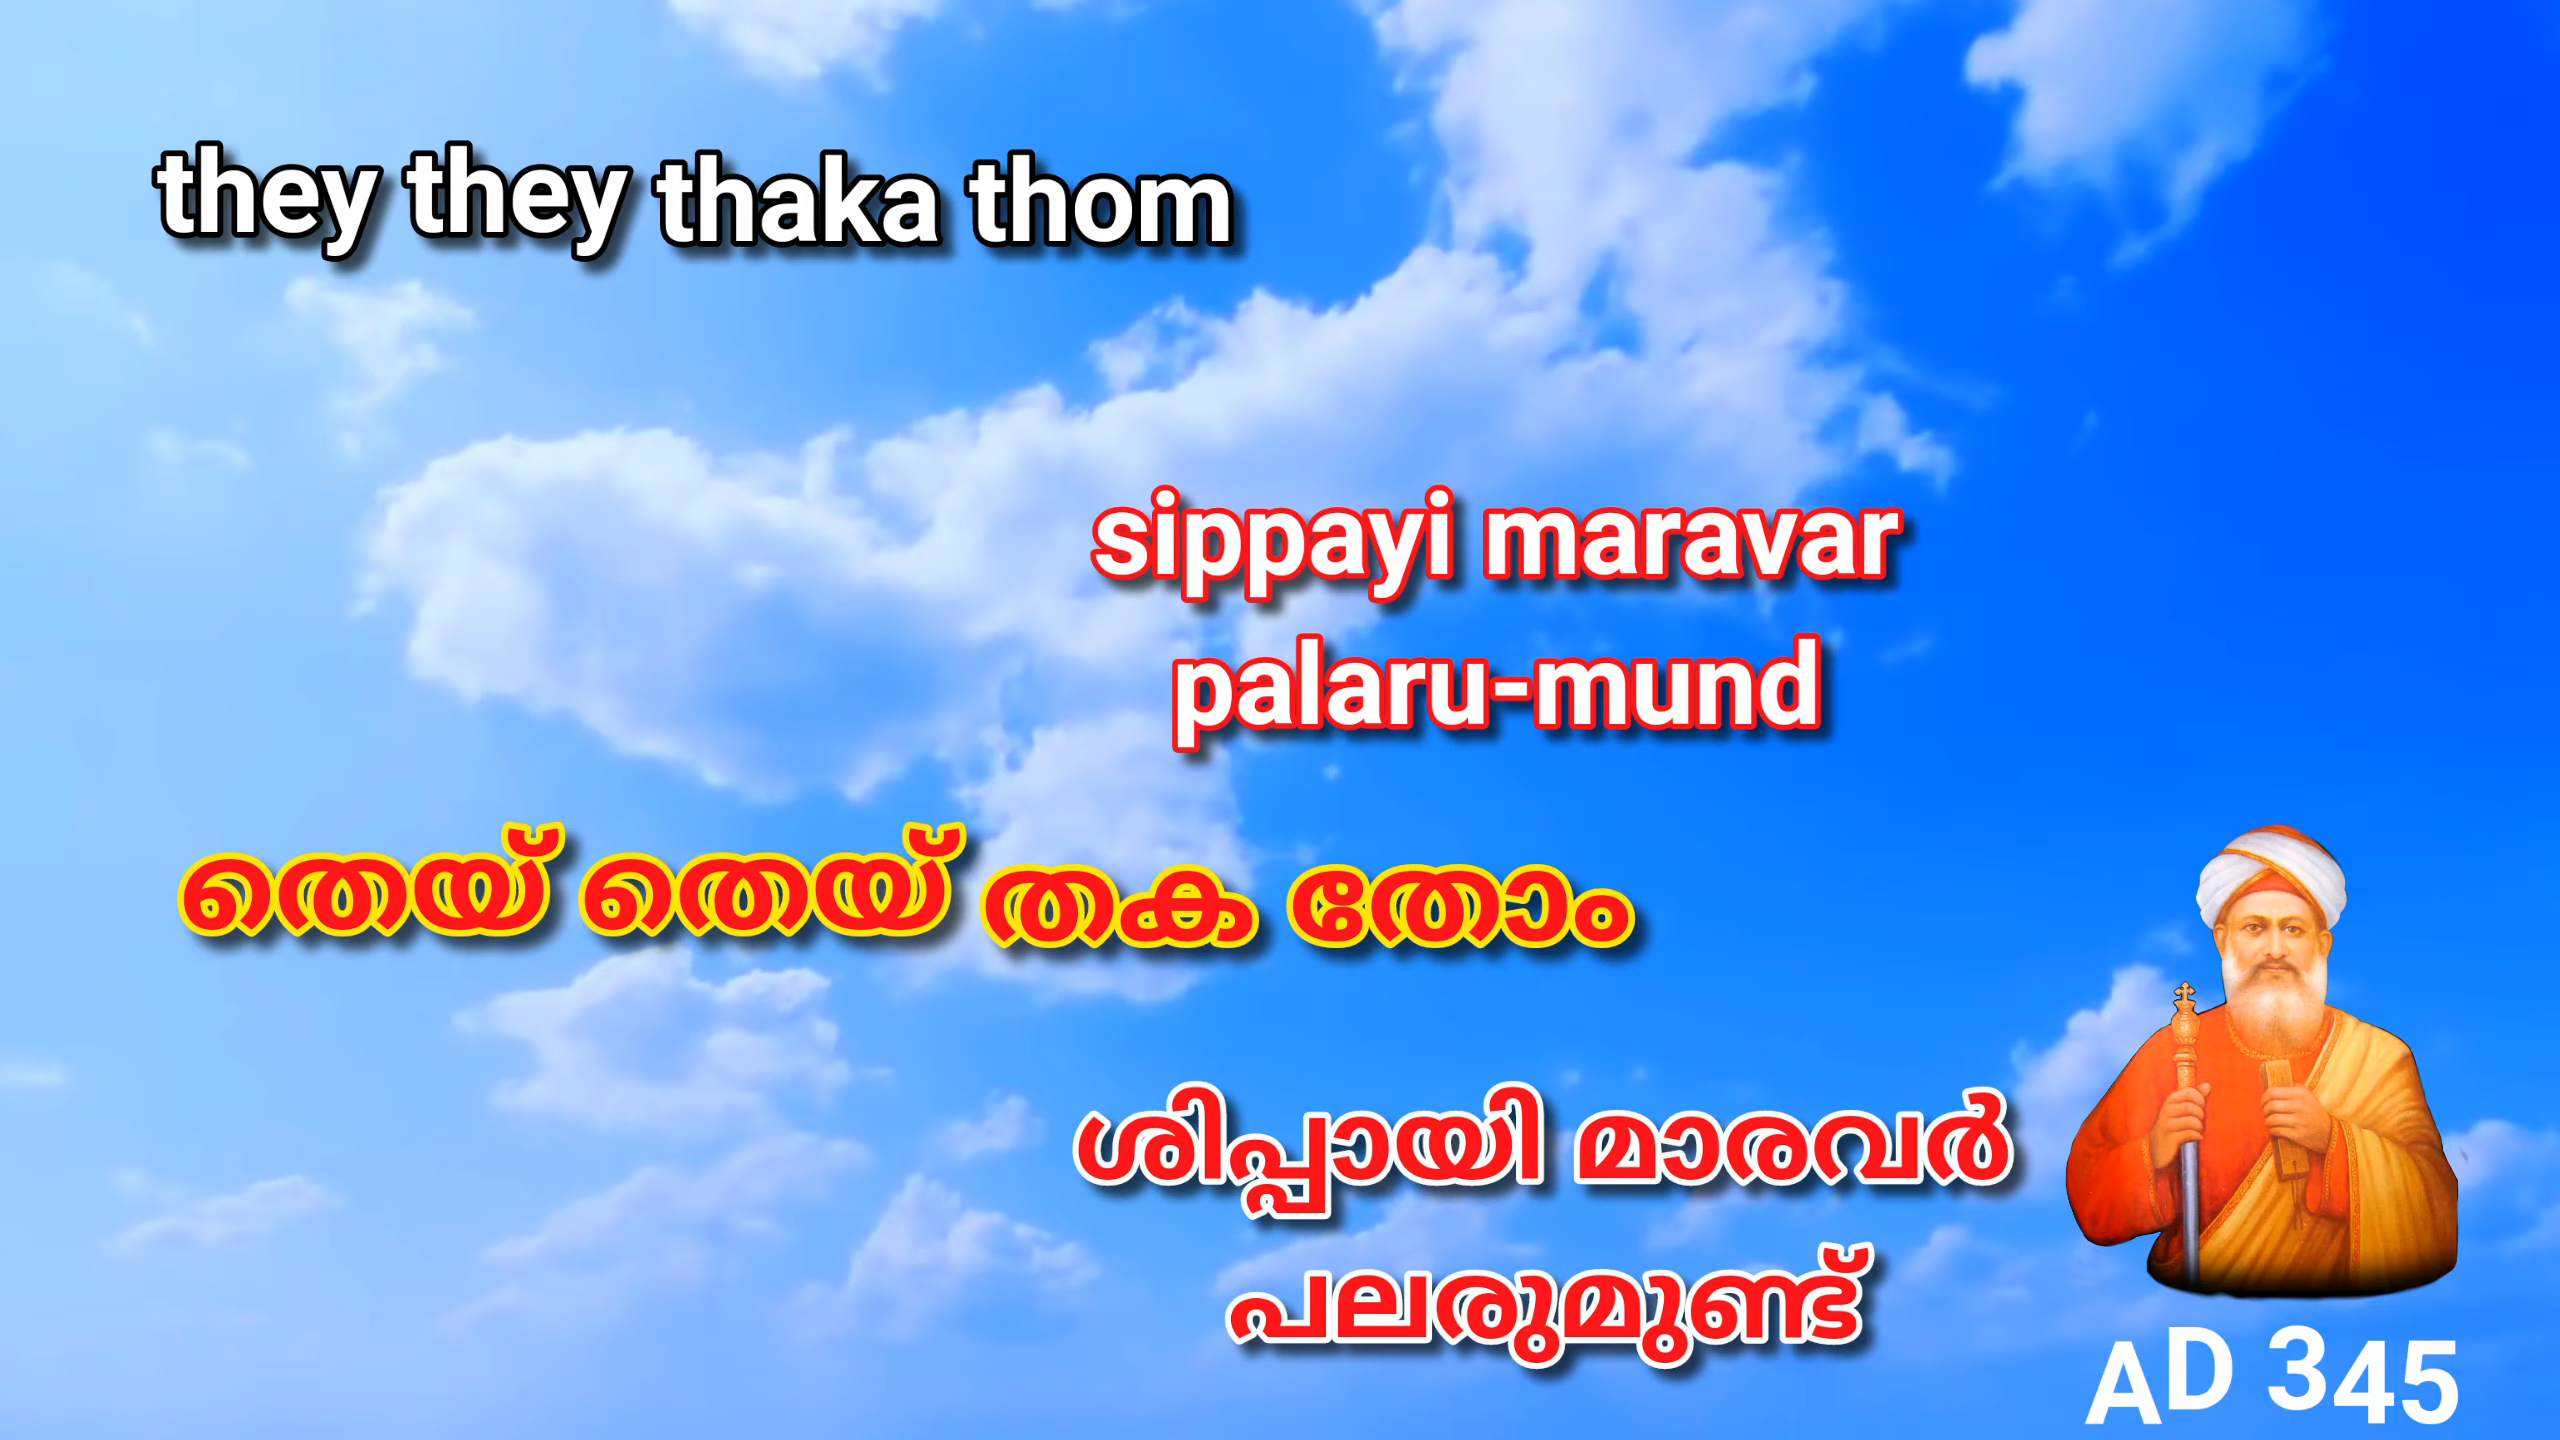 they they thaka thom
sippayi maravar
palaru-mund
തെയ് തെയ് തക തോം
ശിപ്പായി മാരവർ
പലരുമുണ്ട്
AD 345